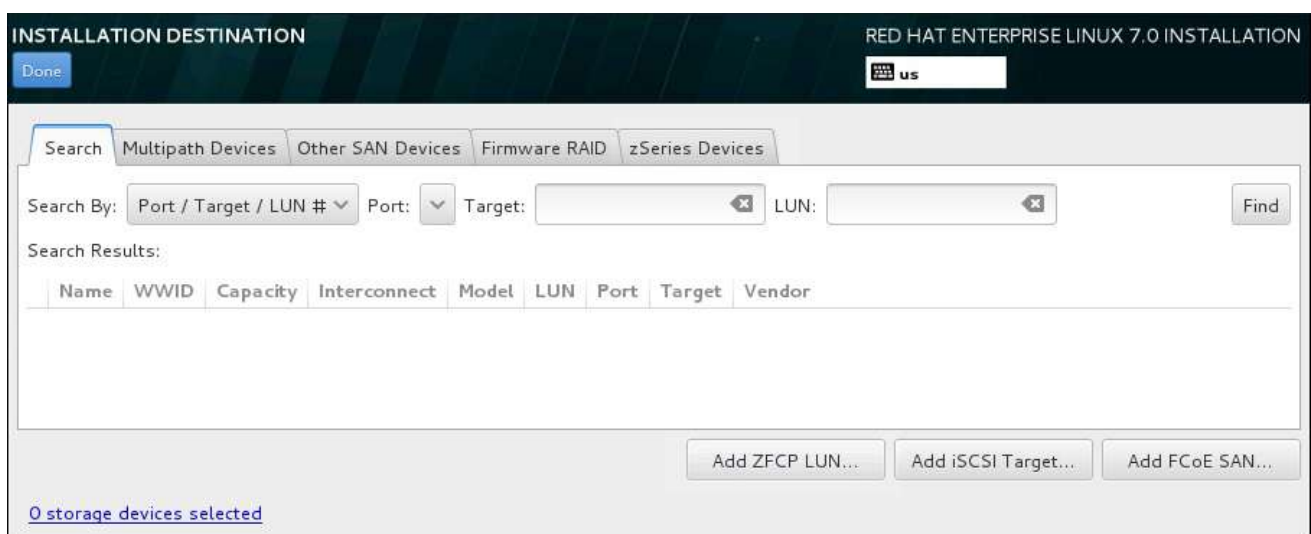 INSTALLATION DESTINATION
RED HAT ENTERPRISE LINUX 7.0 INSTALLATION
Done
us
Search Multipath Devices Other SAN Devices Firmware RAID zSeries Devices
Search By: Port / Target / LUN # Port: Target: LUN: Find
Search Results:
Name WWID Capacity Interconnect Model LUN Port Target Vendor
Add ZFCP LUN... Add iSCSI Target... Add FCoE SAN...
0 storage devices selected